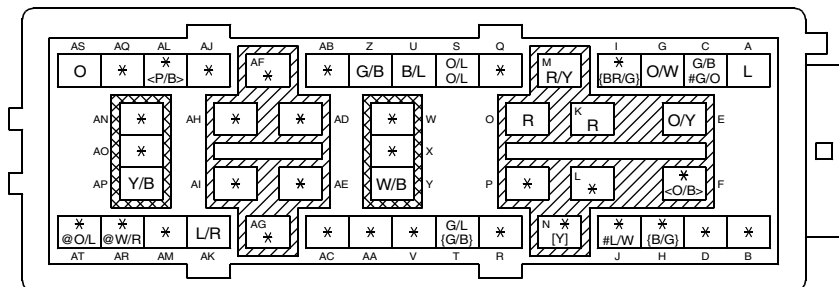 AS AQ AL AJ AF AB Z U S Q M I G C A
O * * <P/B> * * * G/B B/L O/L O/L * R/Y * {BR/G} O/W G/B #G/O L
AN * AH * * AD * W O R K R O/Y E
AO * * X
AP Y/B AI * * AE W/B Y P * L * * <O/B> F
* @O/L * @W/R * L/R AG * * * * G/L {G/B} * N * [Y] * #L/W * {B/G} * *
AT AR AM AK AC AA V T R J H D B